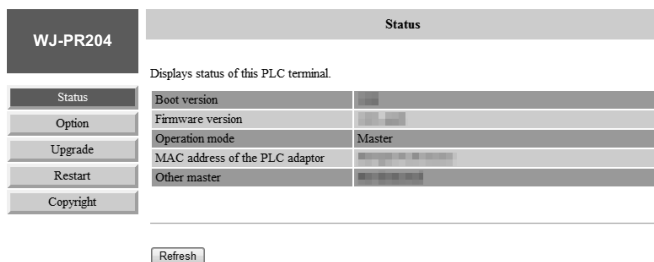 WJ-PR204
Status
Option
Upgrade
Restart
Copyright
Status
Displays status of this PLC terminal.
Boot version
Firmware version
Operation mode Master
MAC address of the PLC adaptor
Other master
Refresh